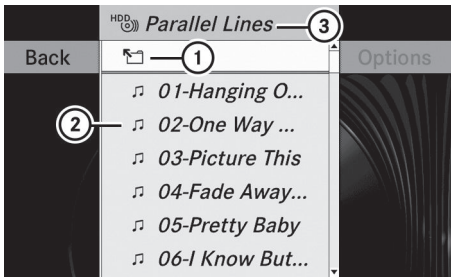 HDD Parallel Lines
3
Back
1
Options
01-Hanging O...
2
02-One Way ...
03-Picture This
04-Fade Away...
05-Pretty Baby
06-I Know But...